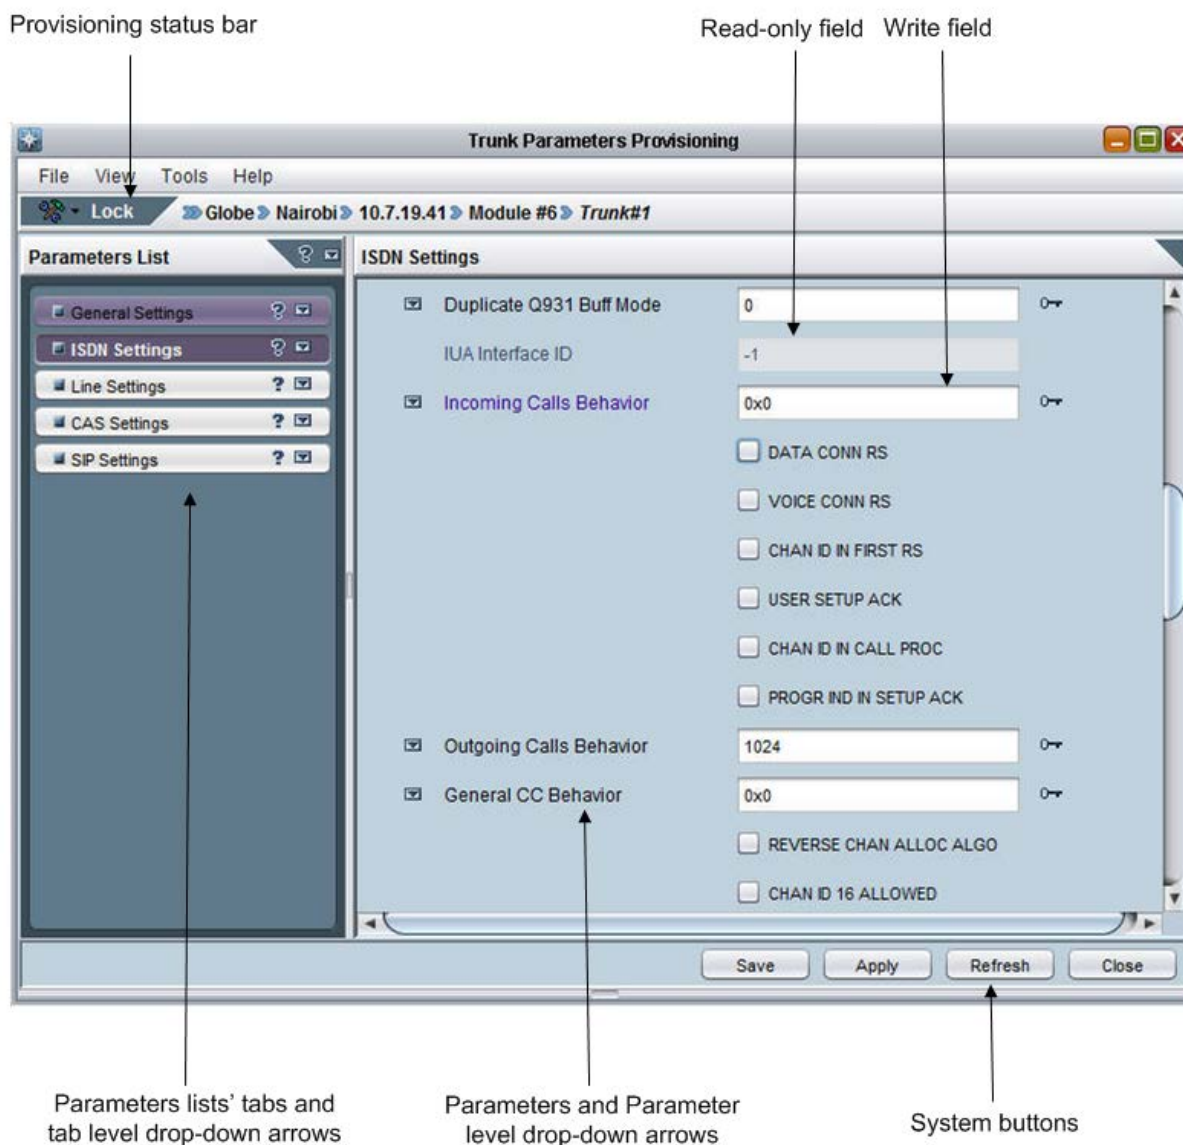 Provisioning status bar
Read-only field
Write field
Trunk Parameters Provisioning
File View Tools Help
Lock Globe Nairobi 10.7.19.41 Module #6 Trunk#1
Parameters List
General Settings ?
ISDN Settings ?
Line Settings ?
CAS Settings ?
SIP Settings ?
ISDN Settings
Duplicate Q931 Buff Mode 0
IUA Interface ID -1
Incoming Calls Behavior 0x0
DATA CONN RS
VOICE CONN RS
CHAN ID IN FIRST RS
USER SETUP ACK
CHAN ID IN CALL PROC
PROGR IND IN SETUP ACK
Outgoing Calls Behavior 1024
General CC Behavior 0x0
REVERSE CHAN ALLOC ALGO
CHAN ID 16 ALLOWED
Save Apply Refresh Close
Parameters lists' tabs and
tab level drop-down arrows
Parameters and Parameter
level drop-down arrows
System buttons